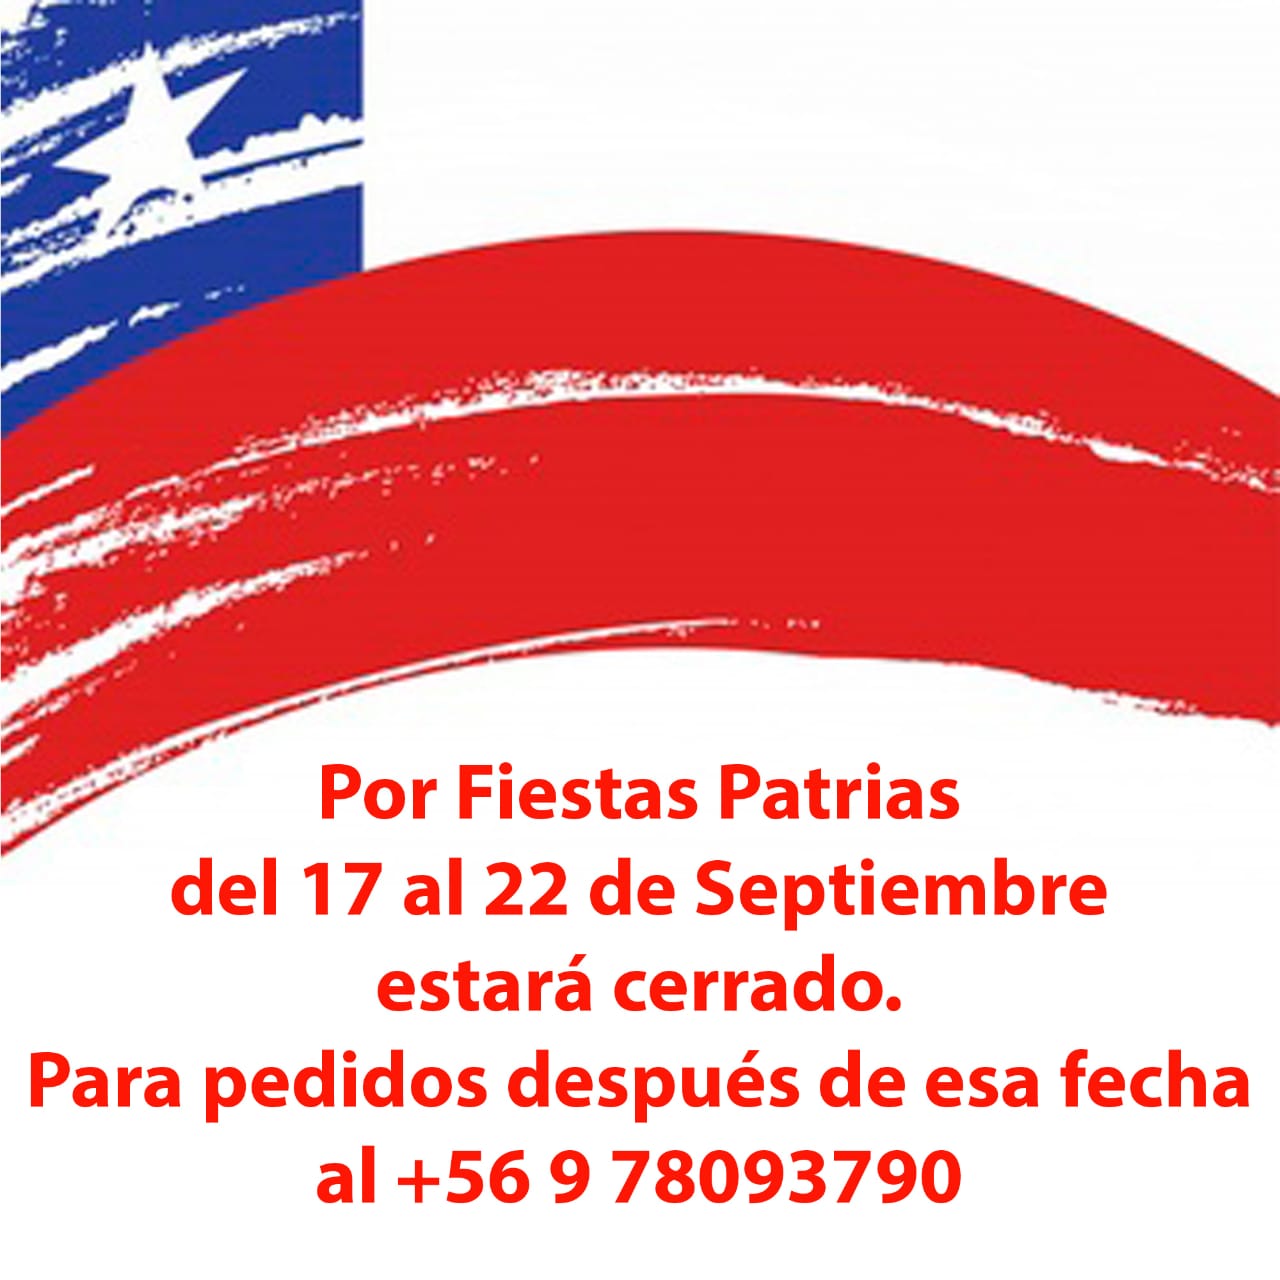 Por Fiestas Patrias
del 17 al 22 de Septiembre
estará cerrado.
Para pedidos después de esa fecha
al +56 9 78093790